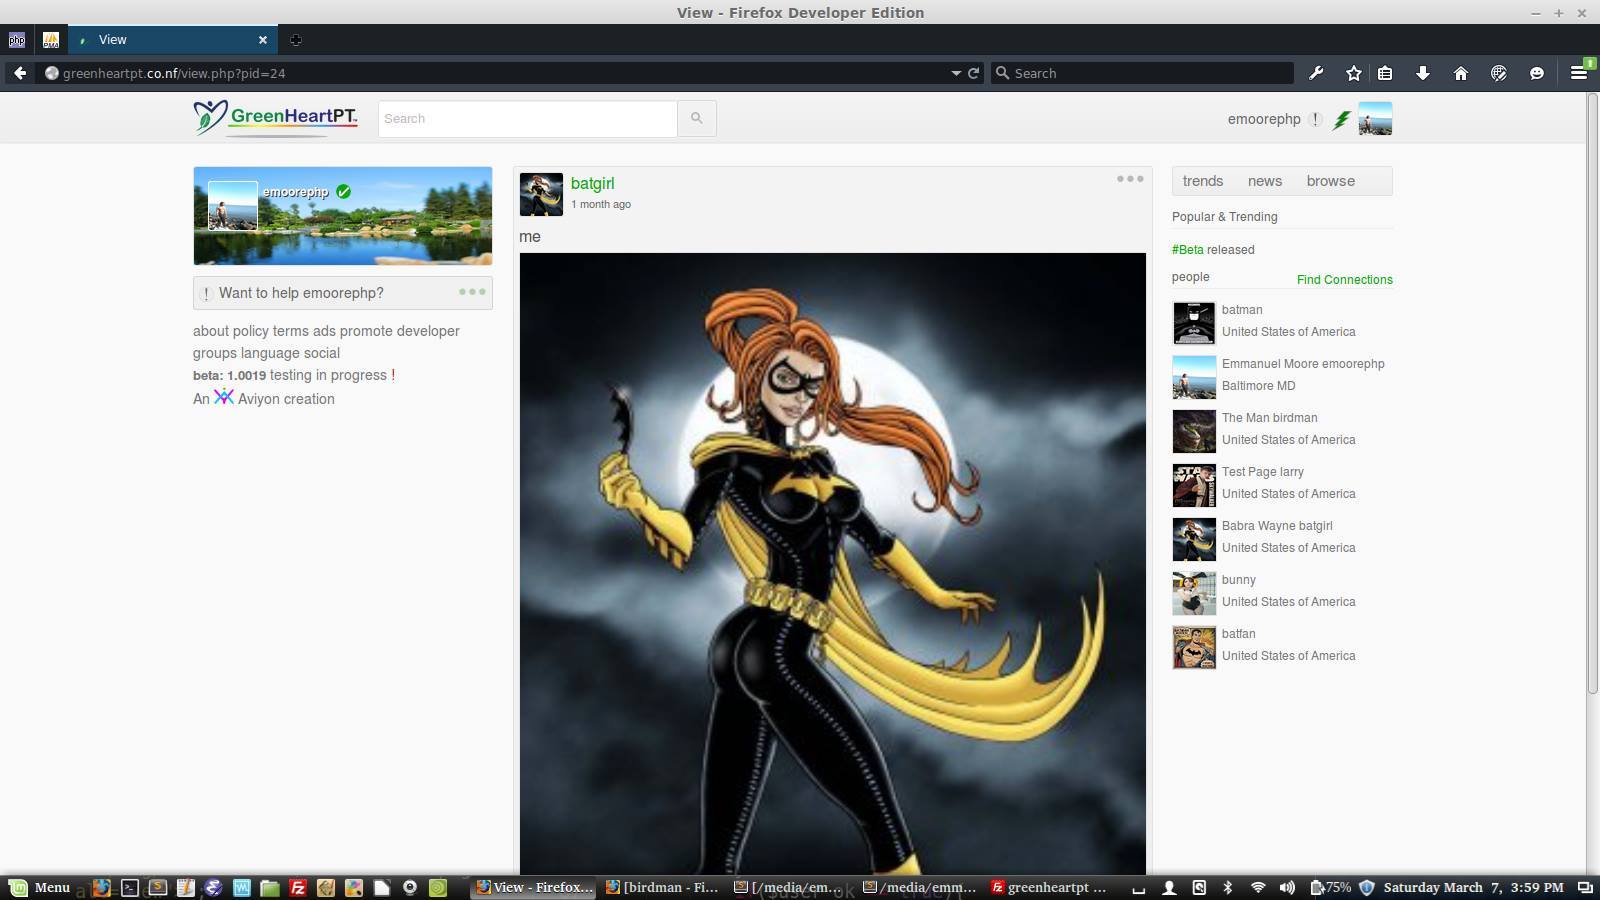 View - Firefox Developer Edition
php
PMA
View
greenheartpt.co.nf/view.php?pid=24
Search
GreenHeartPT
Search
emoorephp
emoorephp
Want to help emoorephp?
about policy terms ads promote developer
groups language social
beta: 1.0019 testing in progress !
An Aviyon creation
batgirl
1 month ago
me
trends news browse
Popular & Trending
#Beta released
people Find Connections
batman
United States of America
Emmanuel Moore emoorephp
Baltimore MD
The Man birdman
United States of America
Test Page larry
United States of America
Babra Wayne batgirl
United States of America
bunny
United States of America
batfan
United States of America
Menu
View - Firefox...
[birdman - Fi...
[/media/em...
/media/emm...
greenheartpt ...
75%
Saturday March 7, 3:59 PM